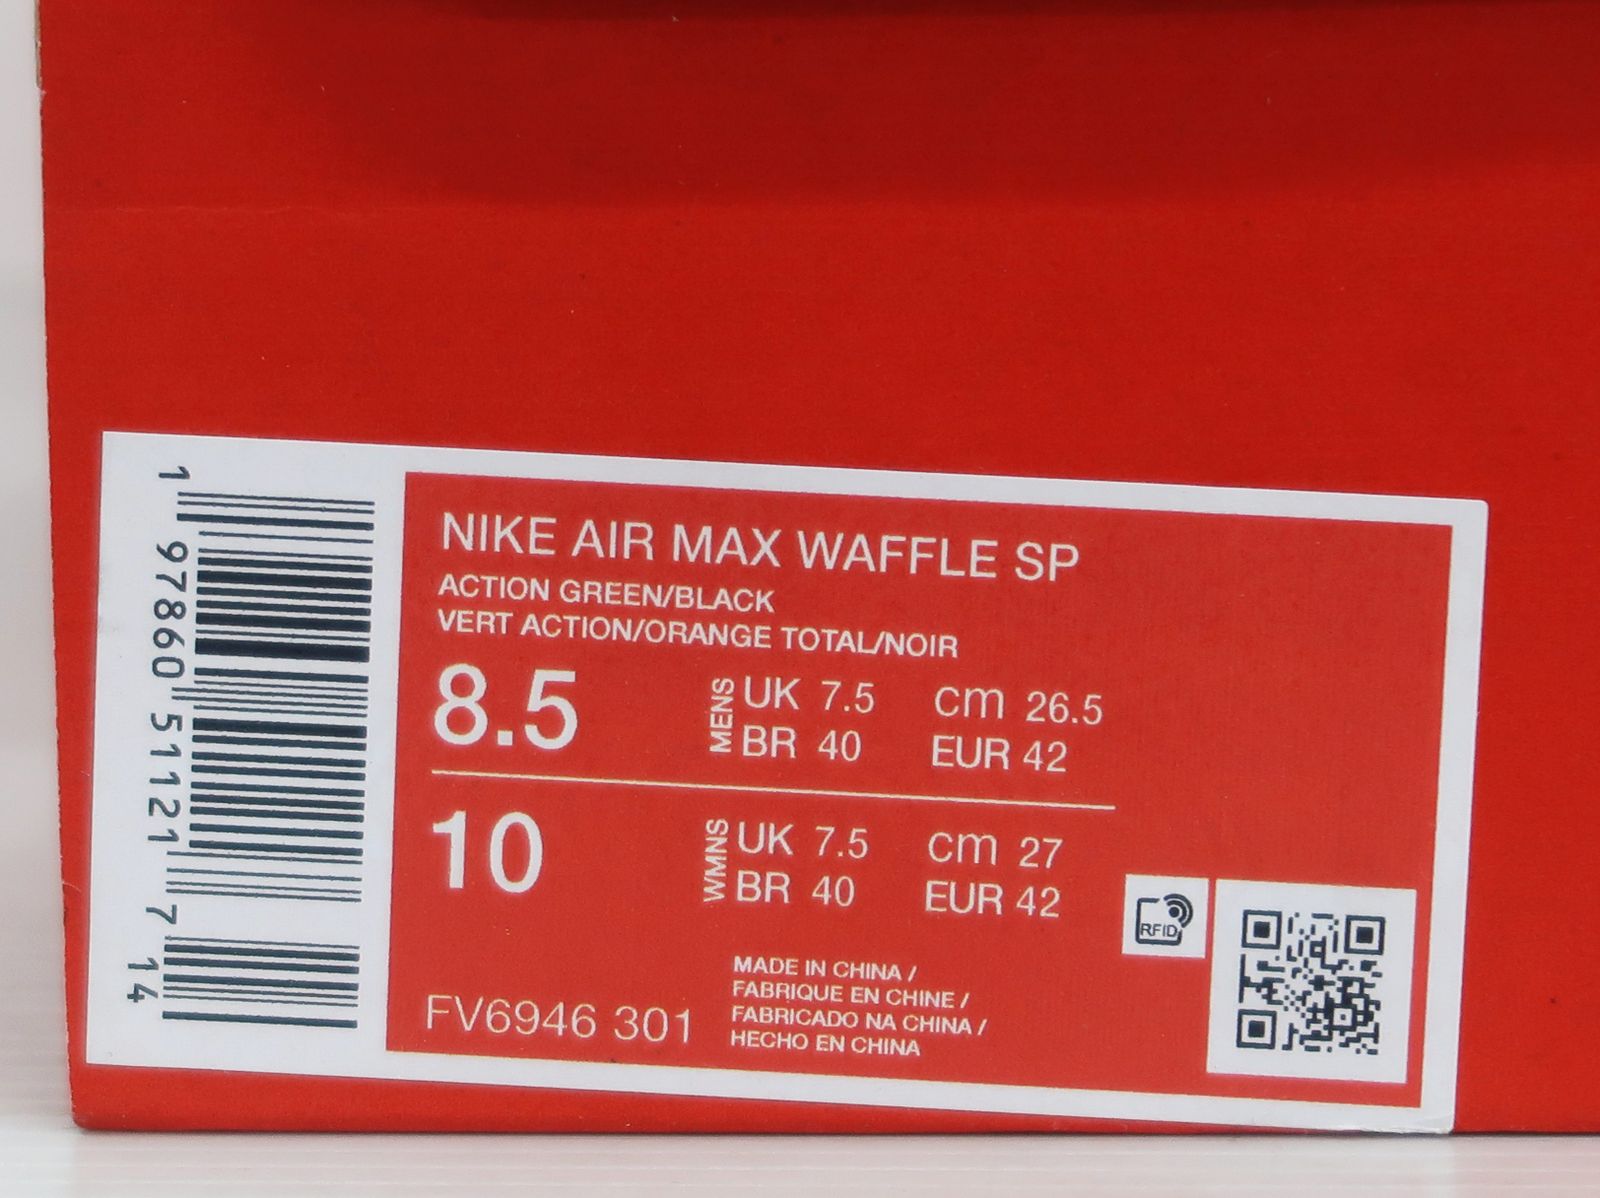 1 97860 51121 7 14
NIKE AIR MAX WAFFLE SP
ACTION GREEN/BLACK
VERT ACTION/ORANGE TOTAL/NOIR
8.5 MENS UK 7.5 cm 26.5
BR 40 EUR 42
10 WMNS UK 7.5 cm 27
BR 40 EUR 42
RFID
MADE IN CHINA /
FABRIQUE EN CHINE /
FABRICADO NA CHINA /
HECHO EN CHINA
FV6946 301